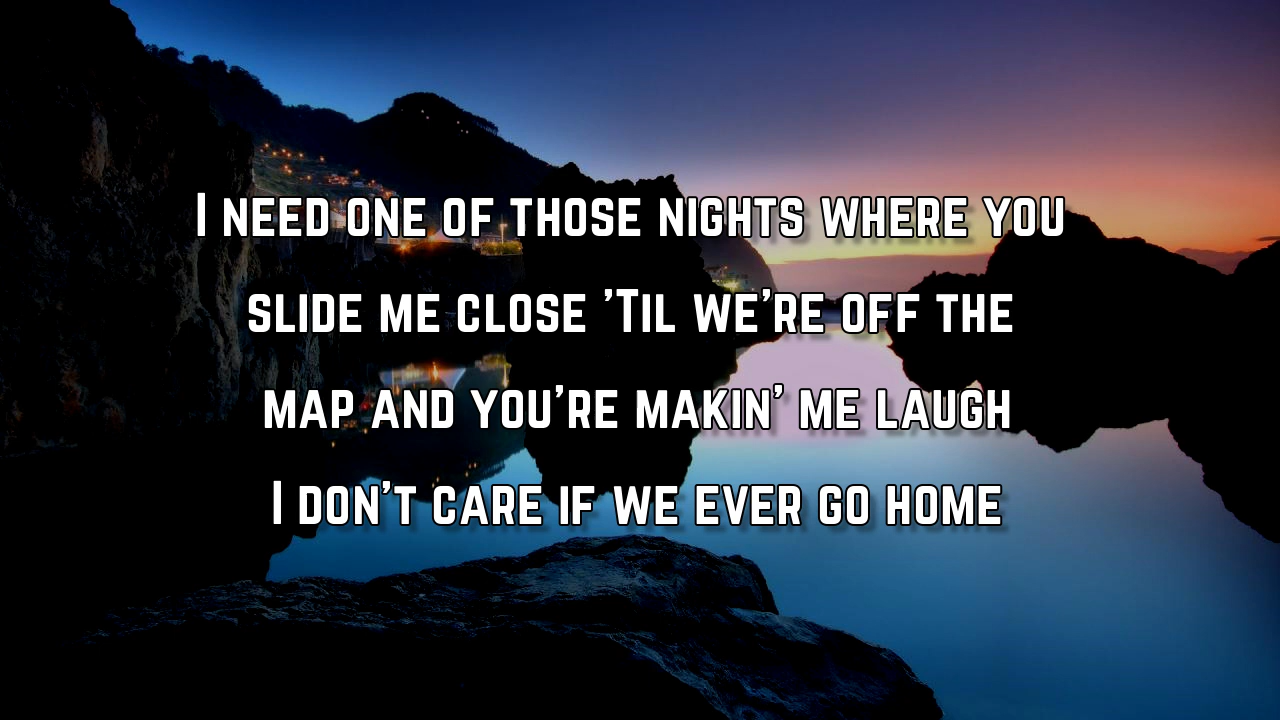 I need one of those nights where you
slide me close 'Til we're off the
map and you're makin' me laugh
I don't care if we ever go home